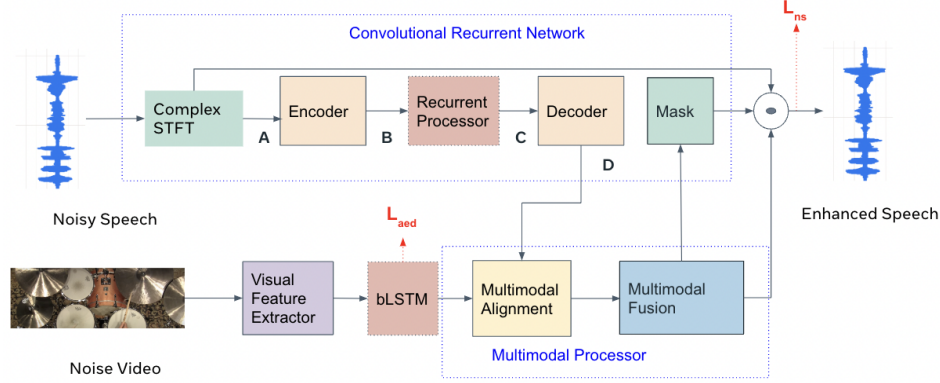 L_ns
Convolutional Recurrent Network
Complex
STFT
A
Encoder
B
Recurrent
Processor
C
Decoder
Mask
D
Noisy Speech
Enhanced Speech
L_aed
Visual
Feature
Extractor
bLSTM
Multimodal
Alignment
Multimodal
Fusion
Multimodal Processor
Noise Video